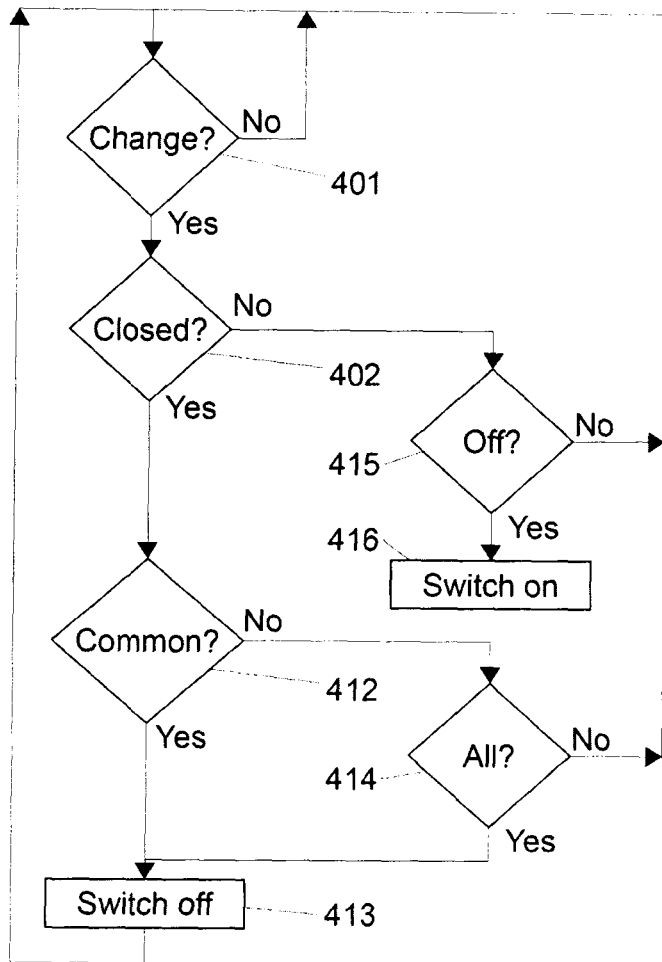 Change?
No
401
Yes
Closed?
No
402
Yes
Off?
No
415
Yes
416
Switch on
Common?
No
412
Yes
All?
No
414
Yes
Switch off
413